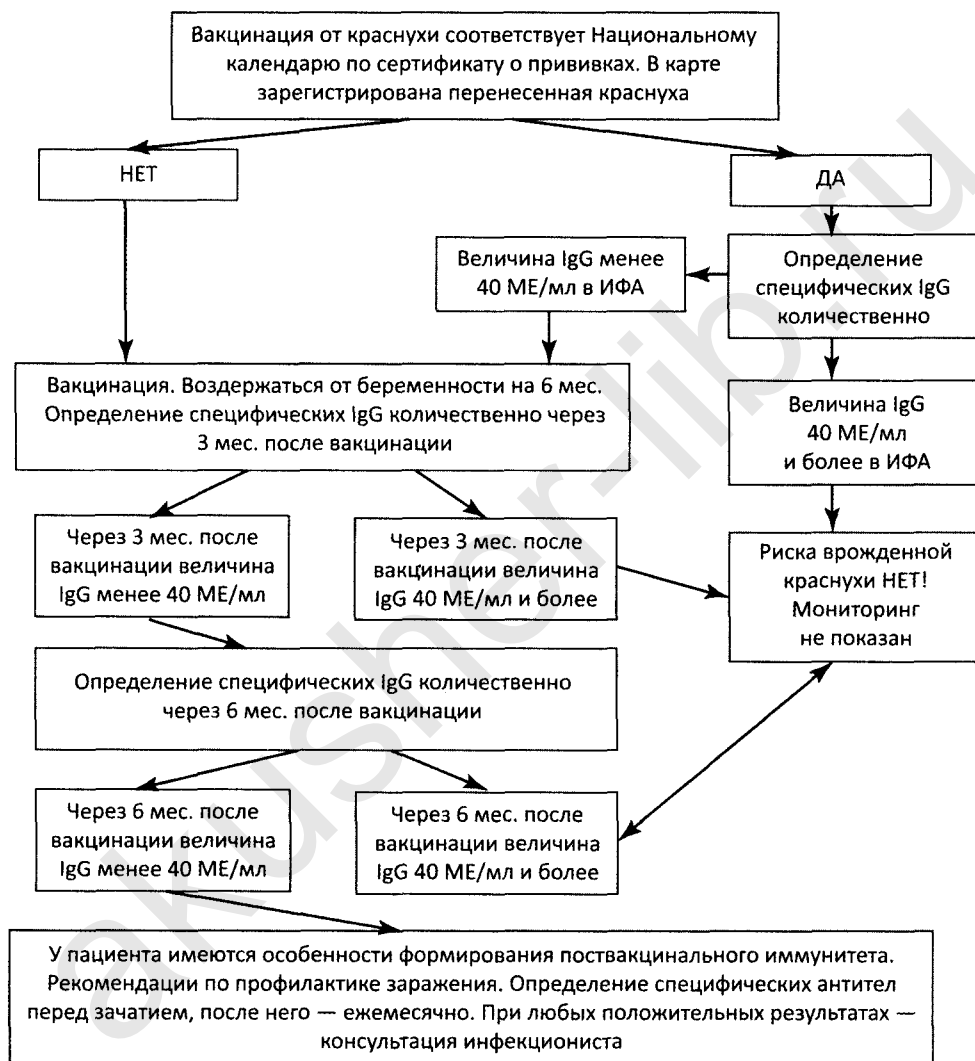 Вакцинация от краснухи соответствует Национальному
календарю по сертификату о прививках. В карте
зарегистрирована перенесенная краснуха
НЕТ
ДА
Величина IgG менее
40 МЕ/мл в ИФА
Определение
специфических IgG
количественно
Вакцинация. Воздержаться от беременности на 6 мес.
Определение специфических IgG количественно через
3 мес. после вакцинации
Величина IgG
40 МЕ/мл
и более в ИФА
Через 3 мес. после
вакцинации величина
IgG менее 40 МЕ/мл
Через 3 мес. после
вакцинации величина
IgG 40 МЕ/мл и более
Риска врожденной
краснухи НЕТ!
Мониторинг
не показан
Определение специфических IgG количественно
через 6 мес. после вакцинации
Через 6 мес. после
вакцинации величина
IgG менее 40 МЕ/мл
Через 6 мес. после
вакцинации величина
IgG 40 МЕ/мл и более
У пациента имеются особенности формирования поствакцинального иммунитета.
Рекомендации по профилактике заражения. Определение специфических антител
перед зачатием, после него — ежемесячно. При любых положительных результатах —
консультация инфекциониста
akusher-lib.ru